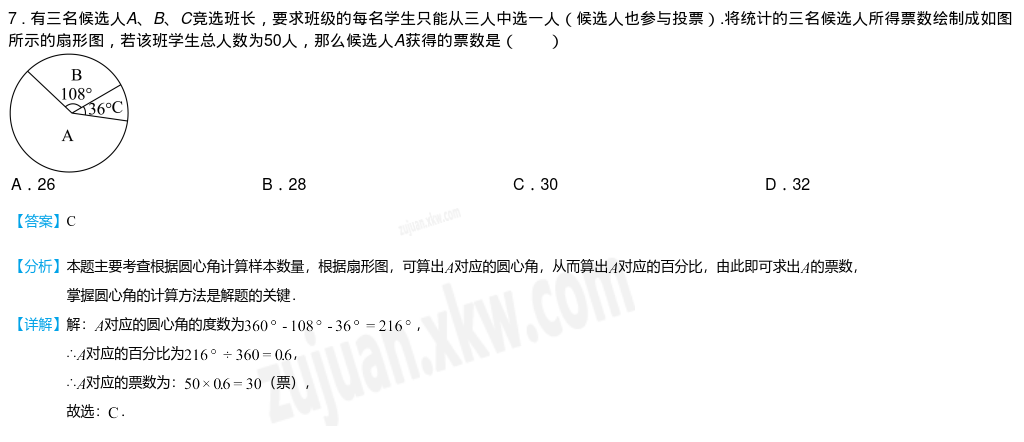 7．有三名候选人A、B、C竞选班长，要求班级的每名学生只能从三人中选一人（候选人也参与投票）.将统计的三名候选人所得票数绘制成如图
所示的扇形图，若该班学生总人数为50人，那么候选人A获得的票数是（　　）
B
108°
36°C
A
A．26 B．28 C．30 D．32
【答案】C
zujuan.xkw.com
【分析】本题主要考查根据圆心角计算样本数量，根据扇形图，可算出A对应的圆心角，从而算出A对应的百分比，由此即可求出A的票数，
掌握圆心角的计算方法是解题的关键．
【详解】解：A对应的圆心角的度数为360°-108°-36°=216°，
∴A对应的百分比为216°÷360=0.6，
∴A对应的票数为：50×0.6=30（票），
故选：C．
zujuan.xkw.com